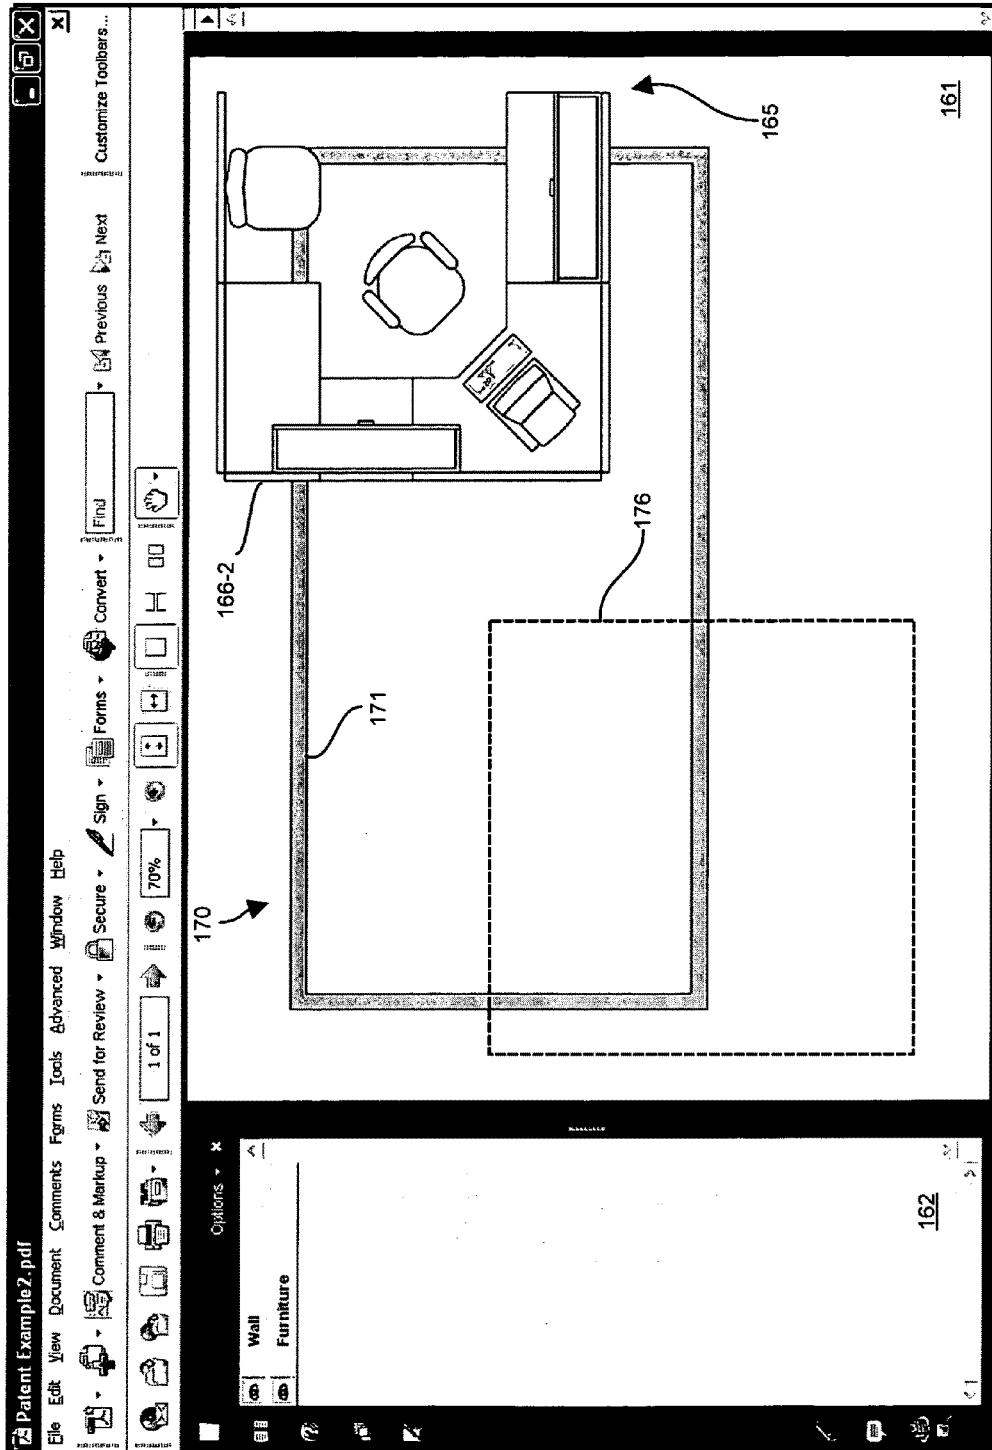 Patent Example2.pdf
File Edit View Document Comments Forms Tools Advanced Window Help
Comment & Markup Send for Review Secure Sign Forms Convert Find Previous Next Customize Toolbars...
1 of 1 70%
Options
Wall
Furniture
162
170
171
166-2
176
165
161